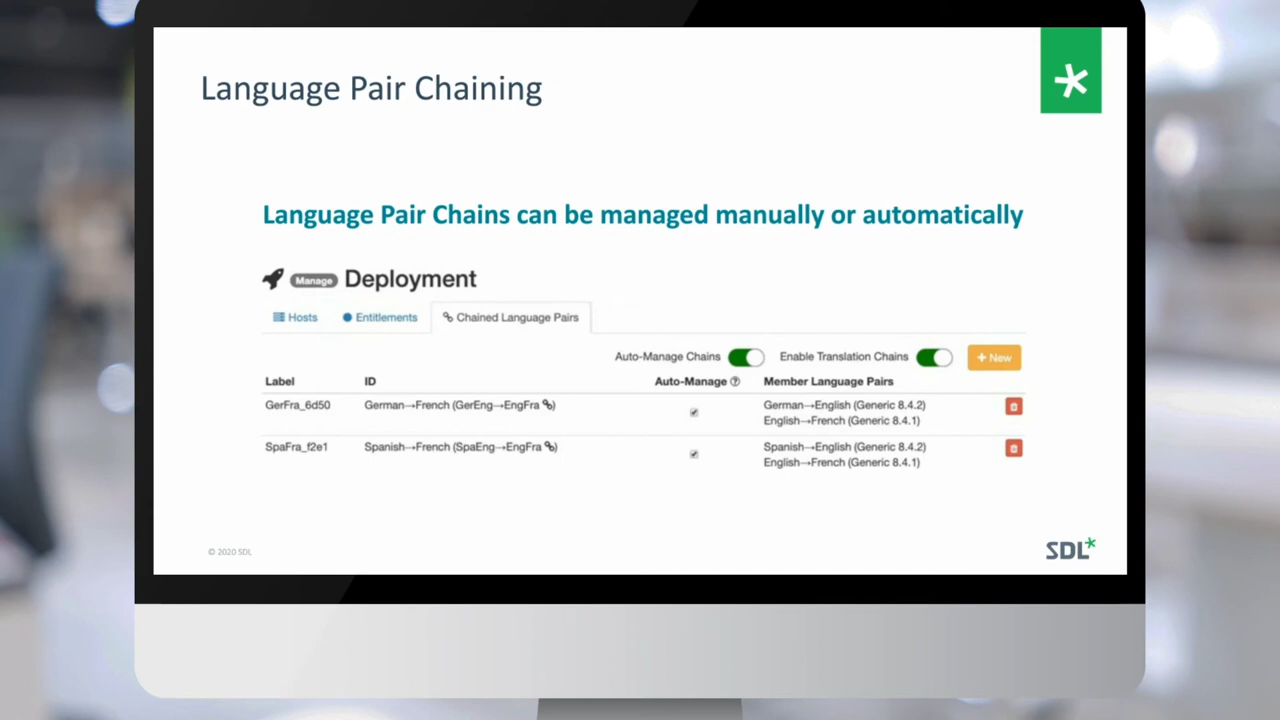 Language Pair Chaining
Language Pair Chains can be managed manually or automatically
Manage Deployment
Hosts Entitlements Chained Language Pairs
Auto-Manage Chains Enable Translation Chains + New
Label ID Auto-Manage ? Member Language Pairs
GerFra_6d50 German→French (GerEng→EngFra) German→English (Generic 8.4.2)
English→French (Generic 8.4.1)
SpaFra_f2e1 Spanish→French (SpaEng→EngFra) Spanish→English (Generic 8.4.2)
English→French (Generic 8.4.1)
© 2020 SDL
SDL*